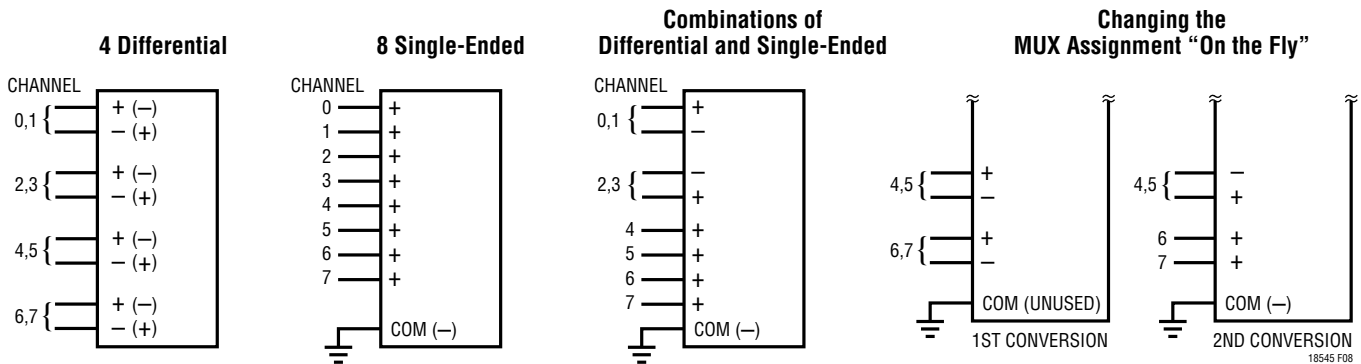 4 Differential
CHANNEL
0,1 { + (–)
– (+)
2,3 { + (–)
– (+)
4,5 { + (–)
– (+)
6,7 { + (–)
– (+)
8 Single-Ended
CHANNEL
0 +
1 +
2 +
3 +
4 +
5 +
6 +
7 +
COM (–)
Combinations of
Differential and Single-Ended
CHANNEL
0,1 { +
–
2,3 { –
+
4 +
5 +
6 +
7 +
COM (–)
Changing the
MUX Assignment “On the Fly”
4,5 { +
–
6,7 { +
–
COM (UNUSED)
1ST CONVERSION
4,5 { –
+
6 +
7 +
COM (–)
2ND CONVERSION
18545 F08